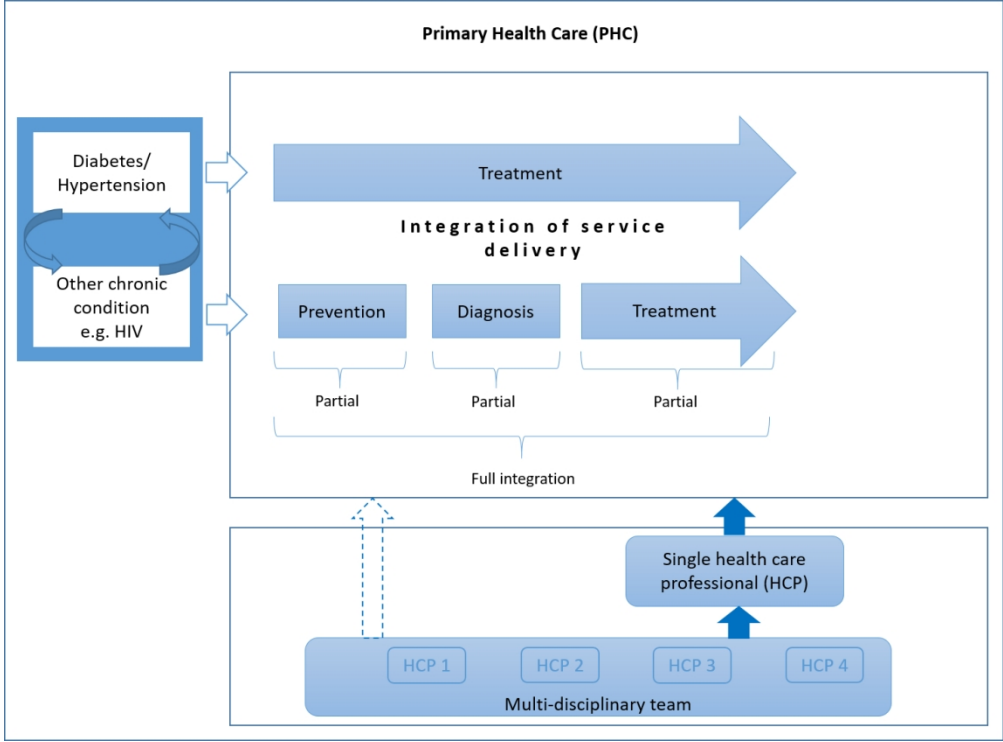 Primary Health Care (PHC)
Diabetes/
Hypertension
Treatment
Integration of service
delivery
Other chronic
condition
e.g. HIV
Prevention
Diagnosis
Treatment
Partial
Partial
Partial
Full integration
Single health care
professional (HCP)
HCP 1
HCP 2
HCP 3
HCP 4
Multi-disciplinary team